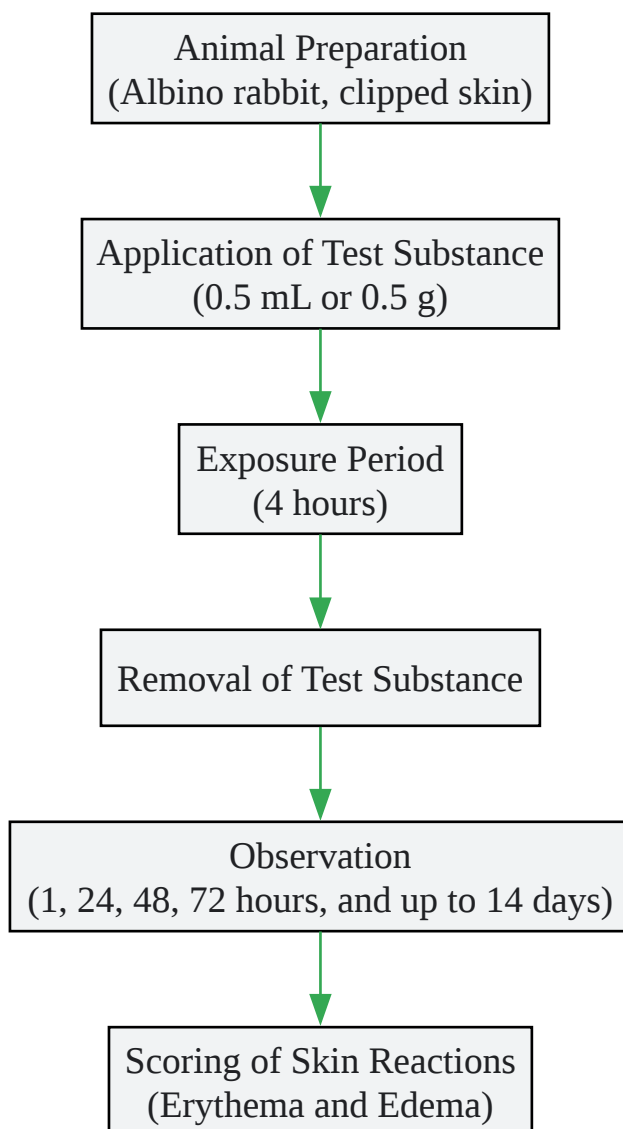 Animal Preparation
(Albino rabbit, clipped skin)
Application of Test Substance
(0.5 mL or 0.5 g)
Exposure Period
(4 hours)
Removal of Test Substance
Observation
(1, 24, 48, 72 hours, and up to 14 days)
Scoring of Skin Reactions
(Erythema and Edema)